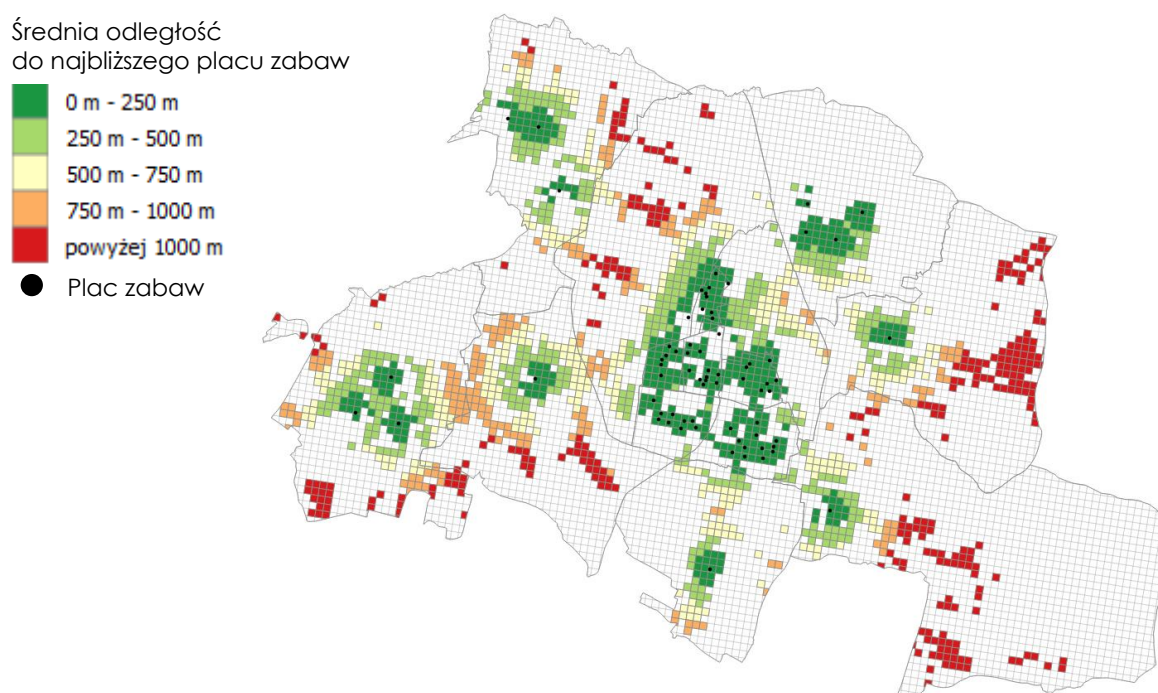 Średnia odległość
do najbliższego placu zabaw
0 m - 250 m
250 m - 500 m
500 m - 750 m
750 m - 1000 m
powyżej 1000 m
Plac zabaw